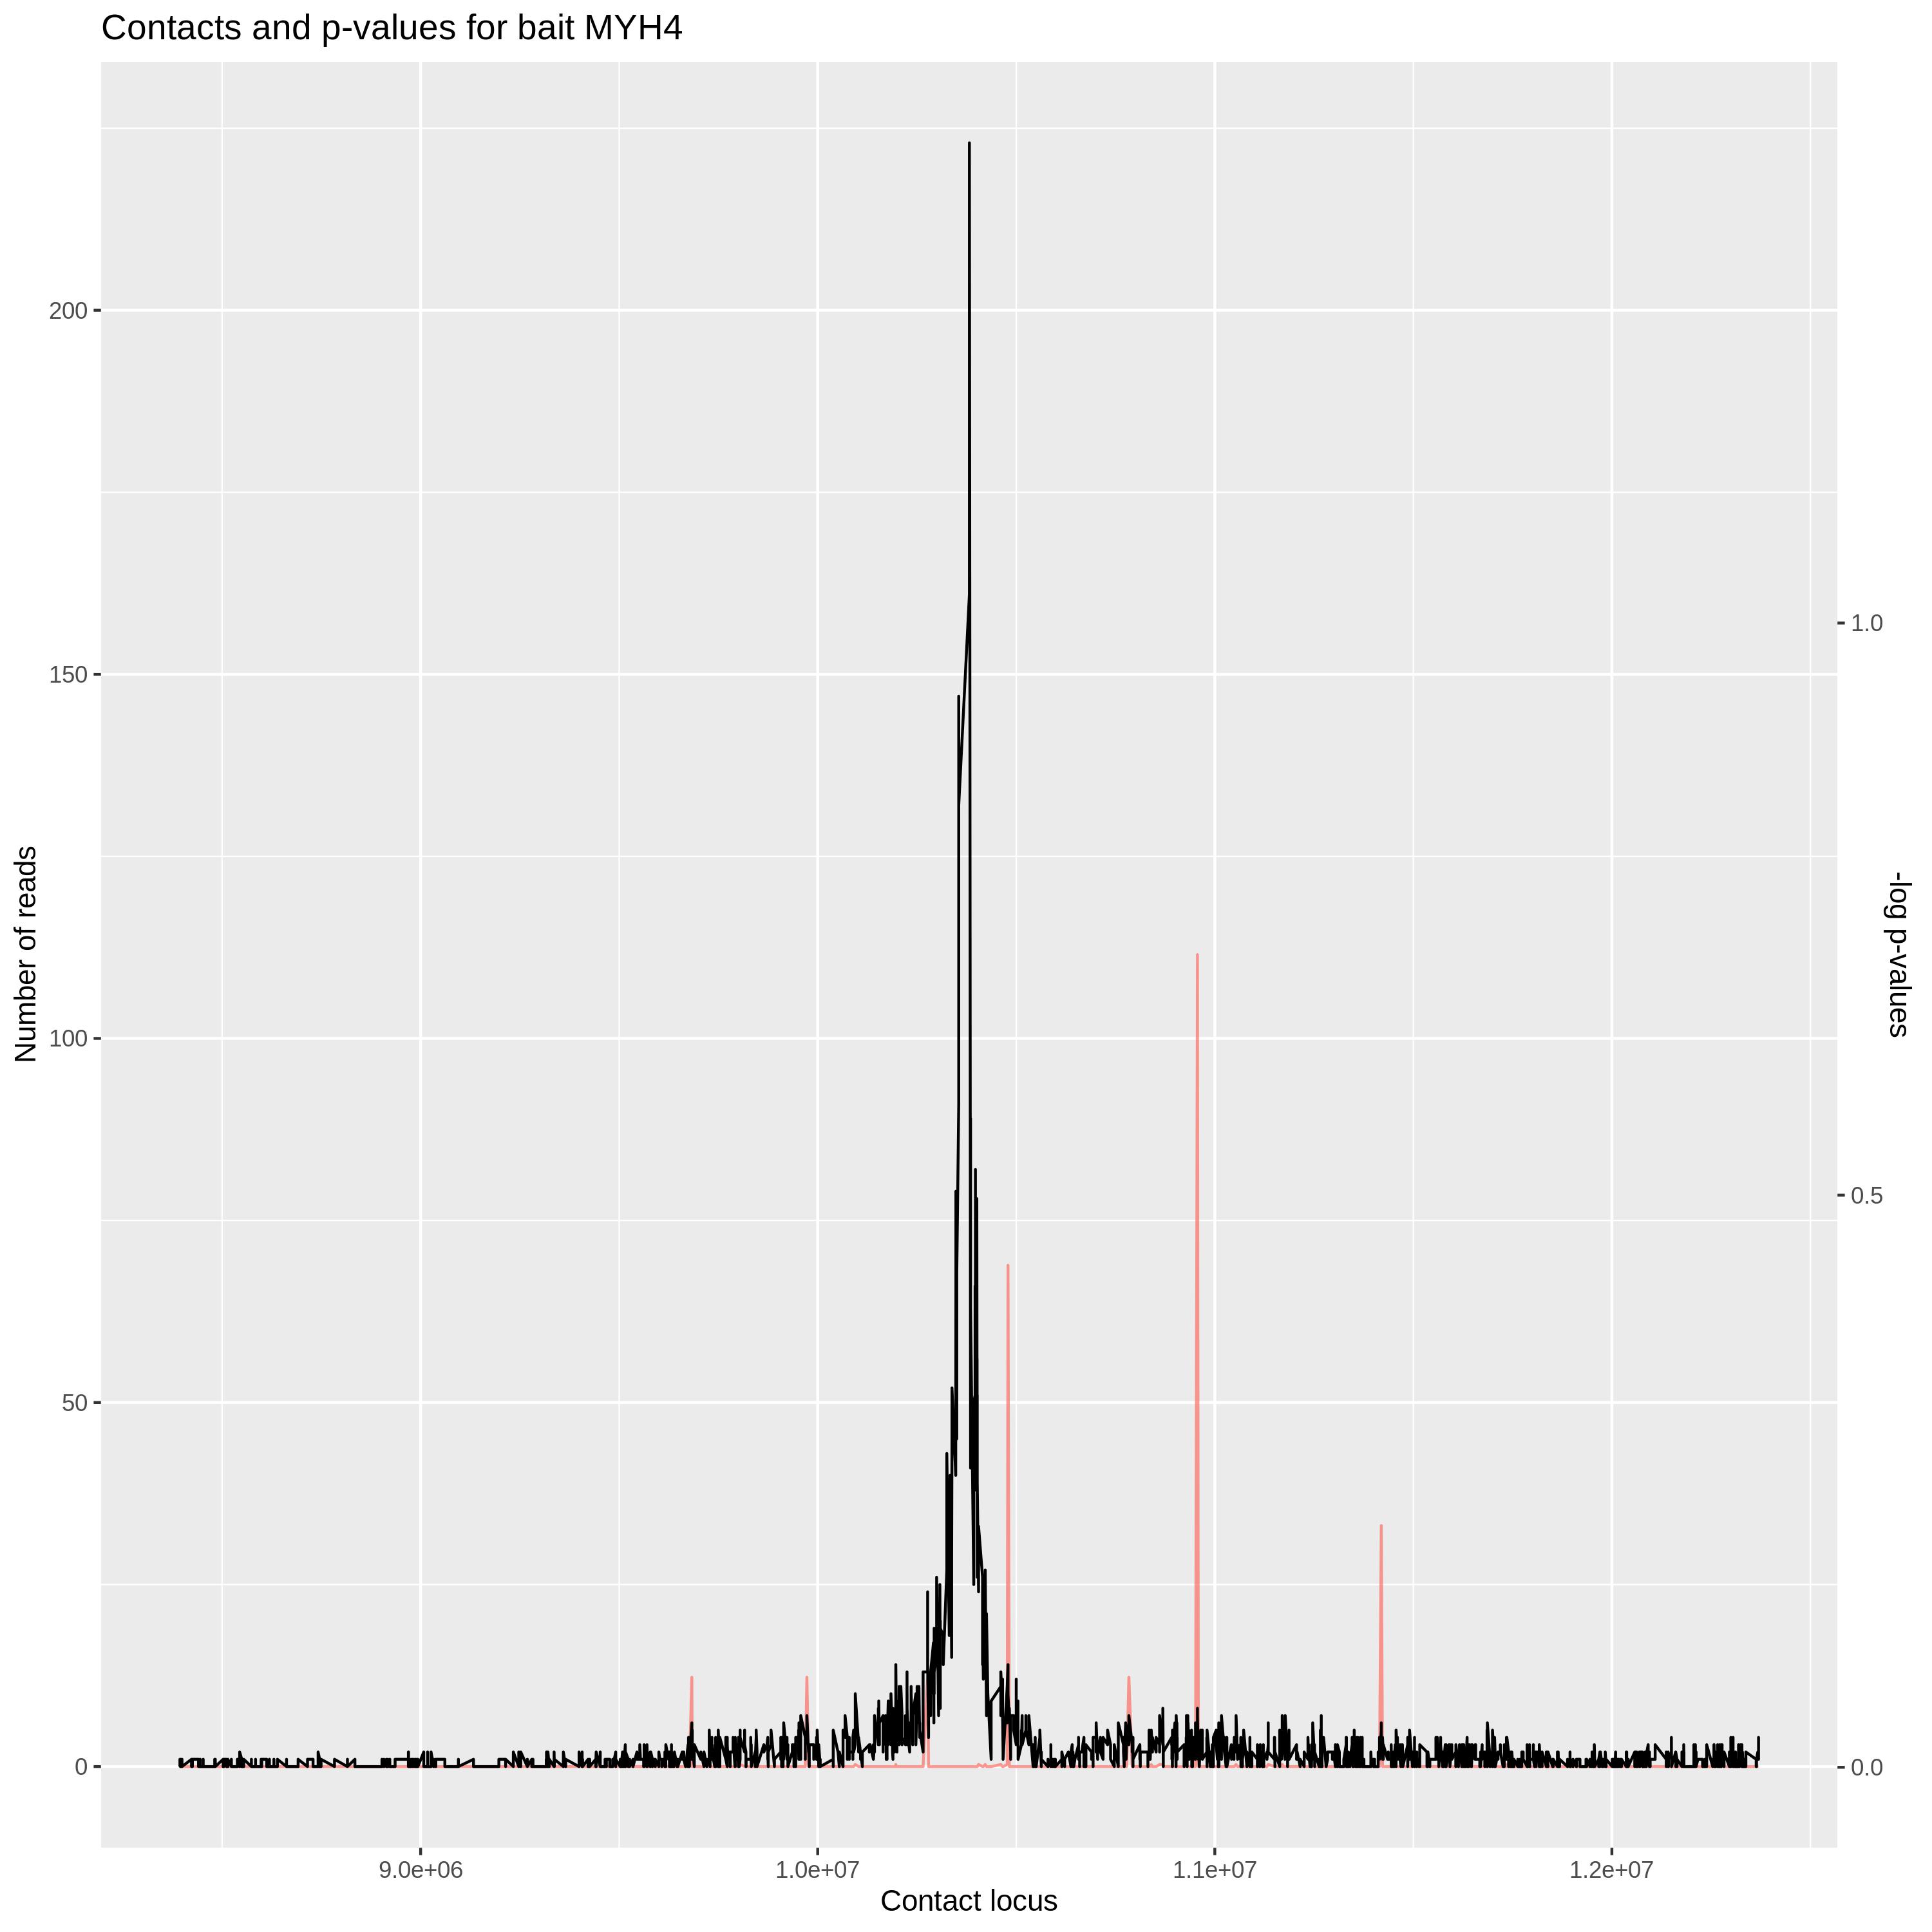 Contacts and p-values for bait MYH4
200
150
100
50
0
Number of reads
1.0
0.5
0.0
-log p-values
9.0e+06
1.0e+07
1.1e+07
1.2e+07
Contact locus